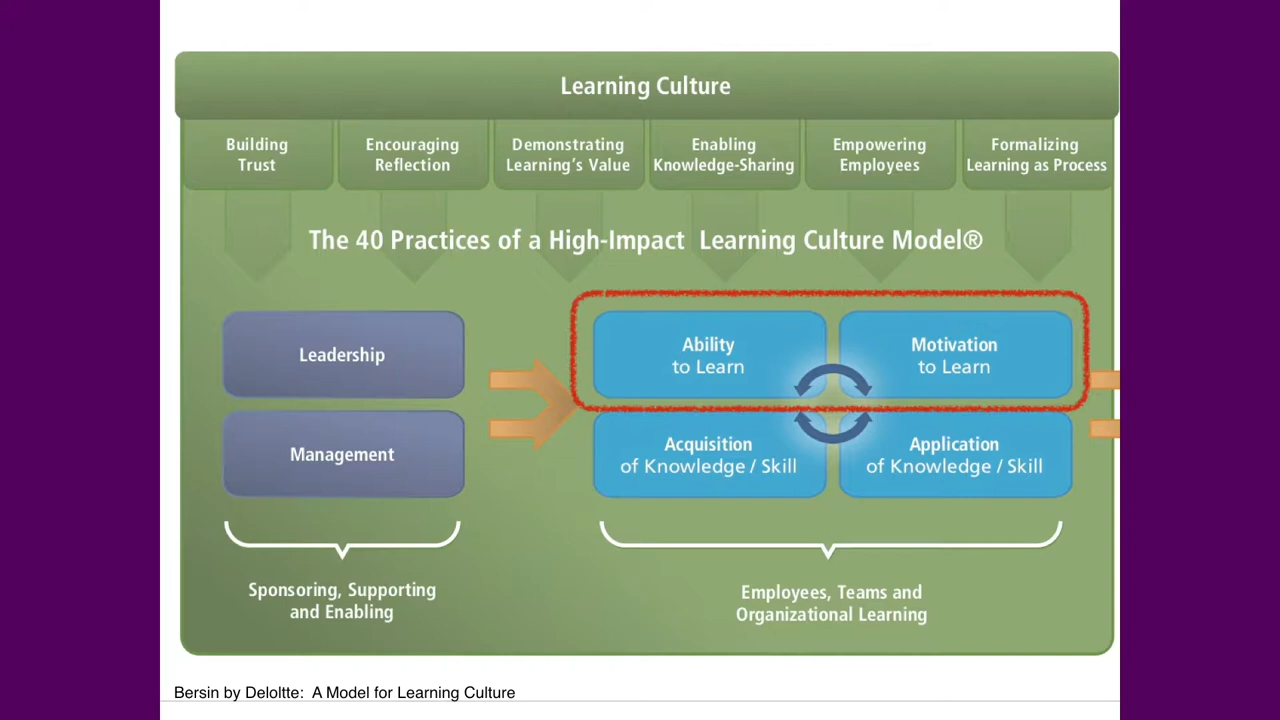 Learning Culture
Building
Trust
Encouraging
Reflection
Demonstrating
Learning's Value
Enabling
Knowledge-Sharing
Empowering
Employees
Formalizing
Learning as Process
The 40 Practices of a High-Impact Learning Culture Model®
Leadership
Ability
to Learn
Motivation
to Learn
Management
Acquisition
of Knowledge / Skill
Application
of Knowledge / Skill
Sponsoring, Supporting
and Enabling
Employees, Teams and
Organizational Learning
Bersin by Deloltte: A Model for Learning Culture